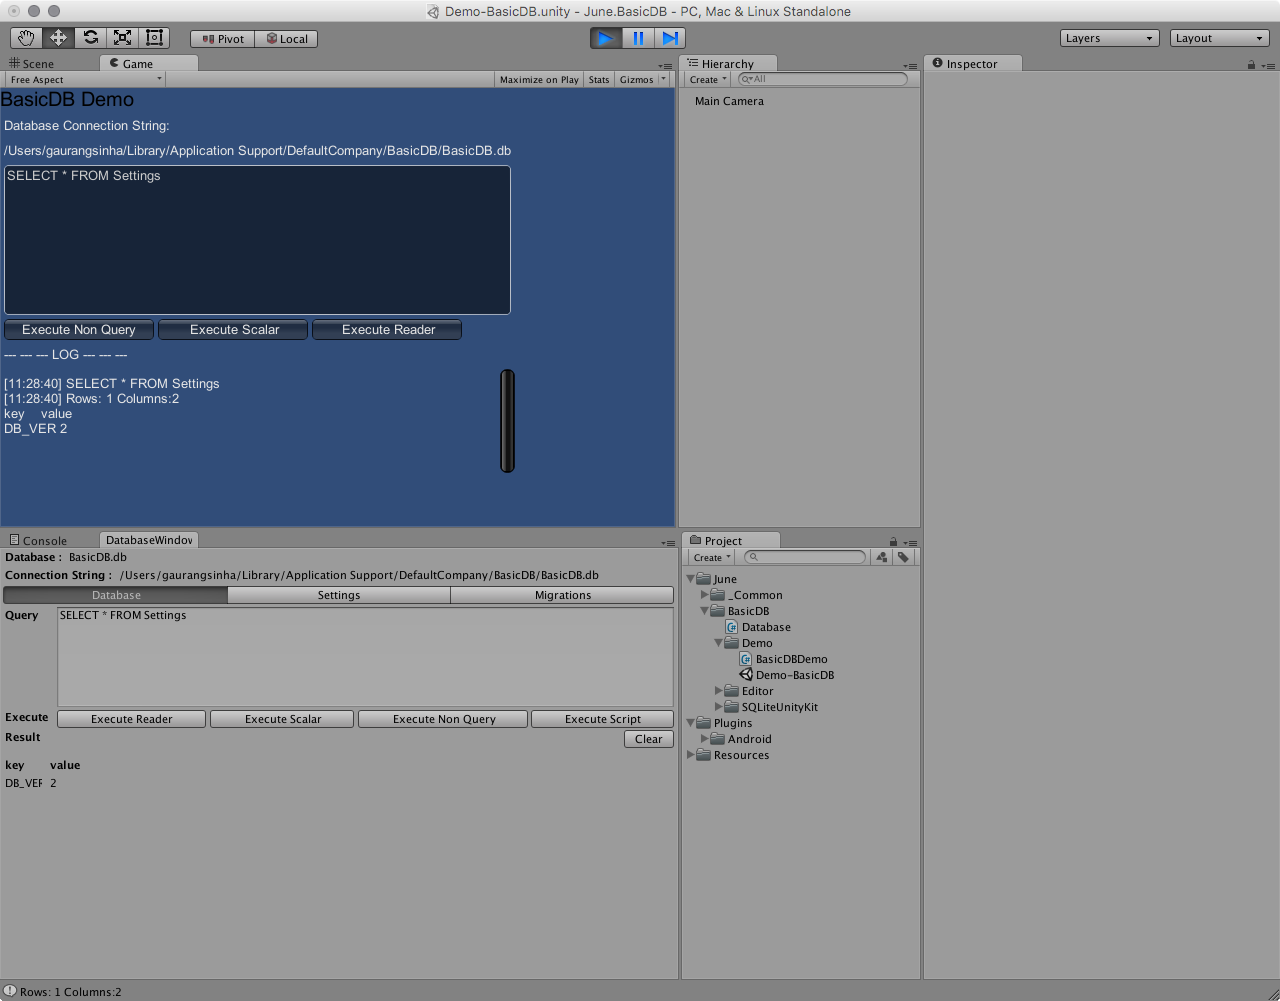 Demo-BasicDB.unity - June.BasicDB - PC, Mac & Linux Standalone
Pivot Local Layers Layout
Scene Game
Free Aspect Maximize on Play Stats Gizmos
BasicDB Demo
Database Connection String:
/Users/gaurangsinha/Library/Application Support/DefaultCompany/BasicDB/BasicDB.db
SELECT * FROM Settings
Execute Non Query Execute Scalar Execute Reader
--- --- --- LOG --- --- ---
[11:28:40] SELECT * FROM Settings
[11:28:40] Rows: 1 Columns:2
key value
DB_VER 2
Hierarchy
Create All
Main Camera
Inspector
Console DatabaseWindov
Database : BasicDB.db
Connection String : /Users/gaurangsinha/Library/Application Support/DefaultCompany/BasicDB/BasicDB.db
Database Settings Migrations
Query SELECT * FROM Settings
Execute Execute Reader Execute Scalar Execute Non Query Execute Script
Result Clear
key value
DB_VER 2
Project
Create
June
_Common
BasicDB
Database
Demo
BasicDBDemo
Demo-BasicDB
Editor
SQLiteUnityKit
Plugins
Android
Resources
Rows: 1 Columns:2